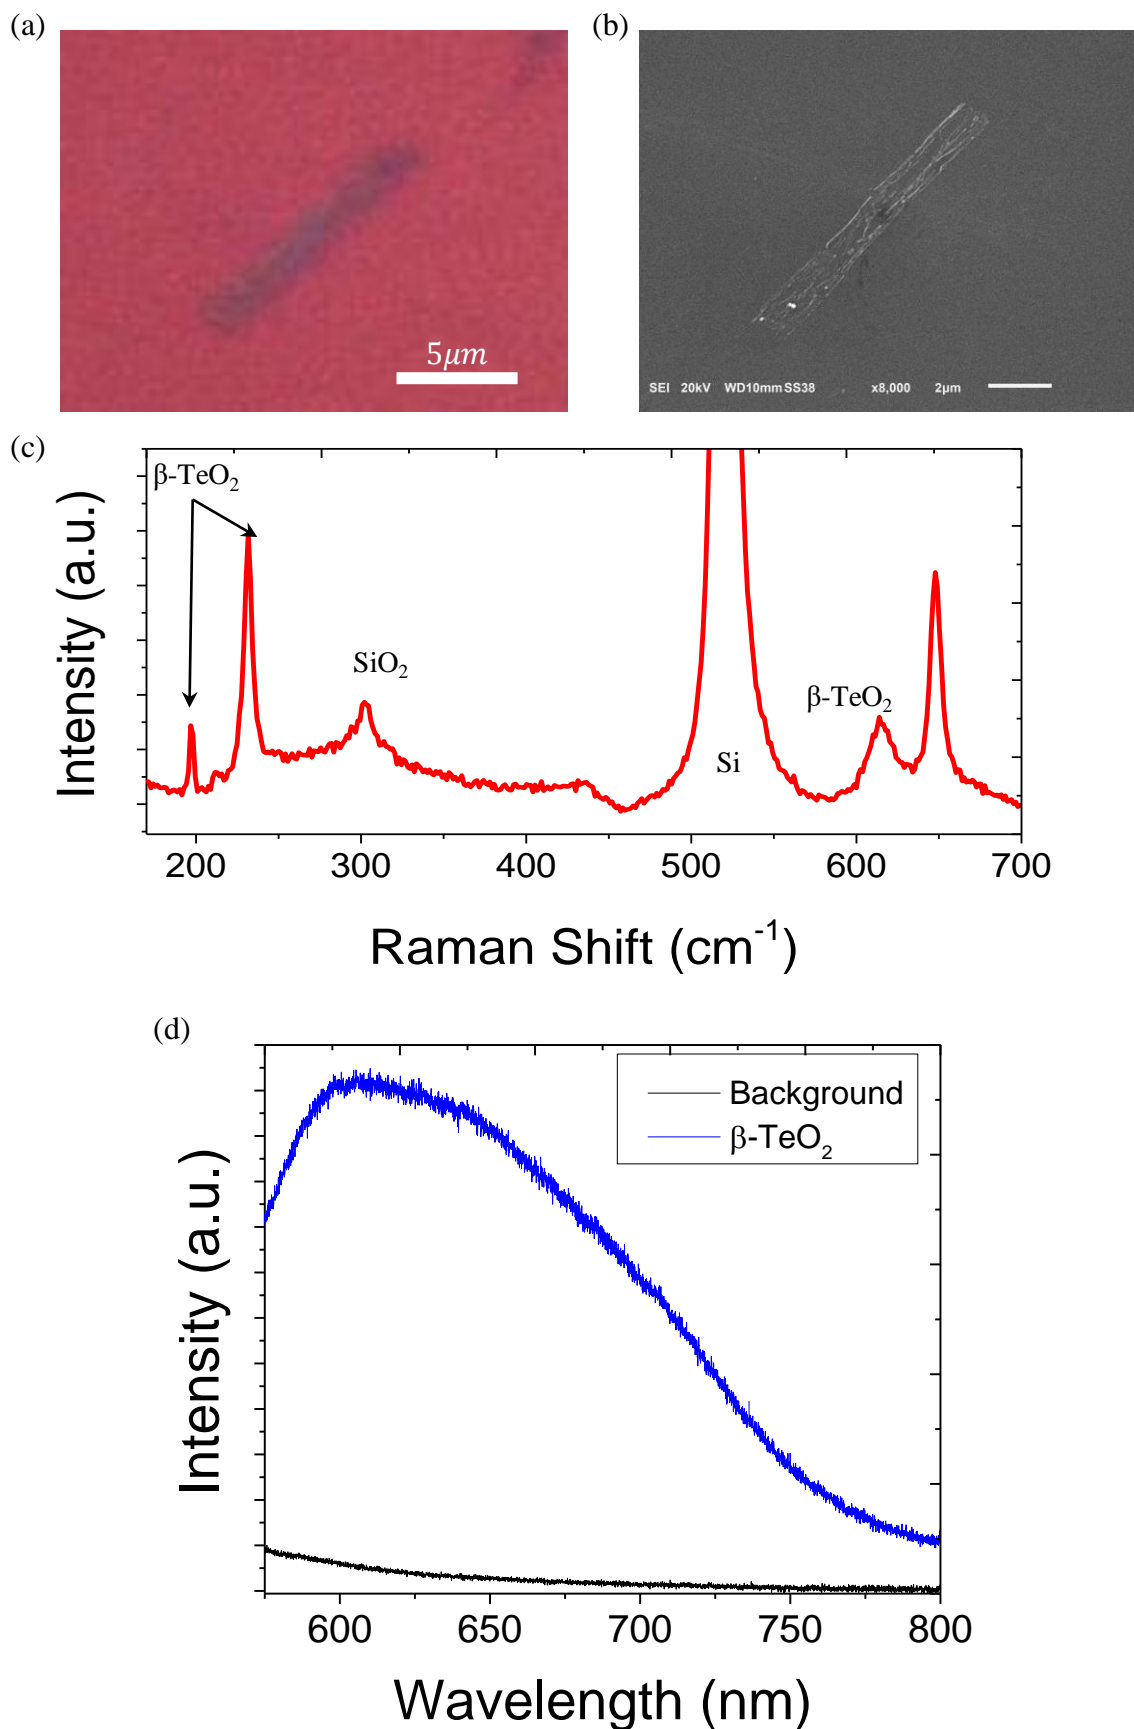 (a)
(b)
5μm
SEI 20kV WD10mm SS38 x8,000 2μm
(c)
β-TeO2
SiO2
Si
β-TeO2
Intensity (a.u.)
200 300 400 500 600 700
Raman Shift (cm-1)
(d)
Background
β-TeO2
Intensity (a.u.)
600 650 700 750 800
Wavelength (nm)